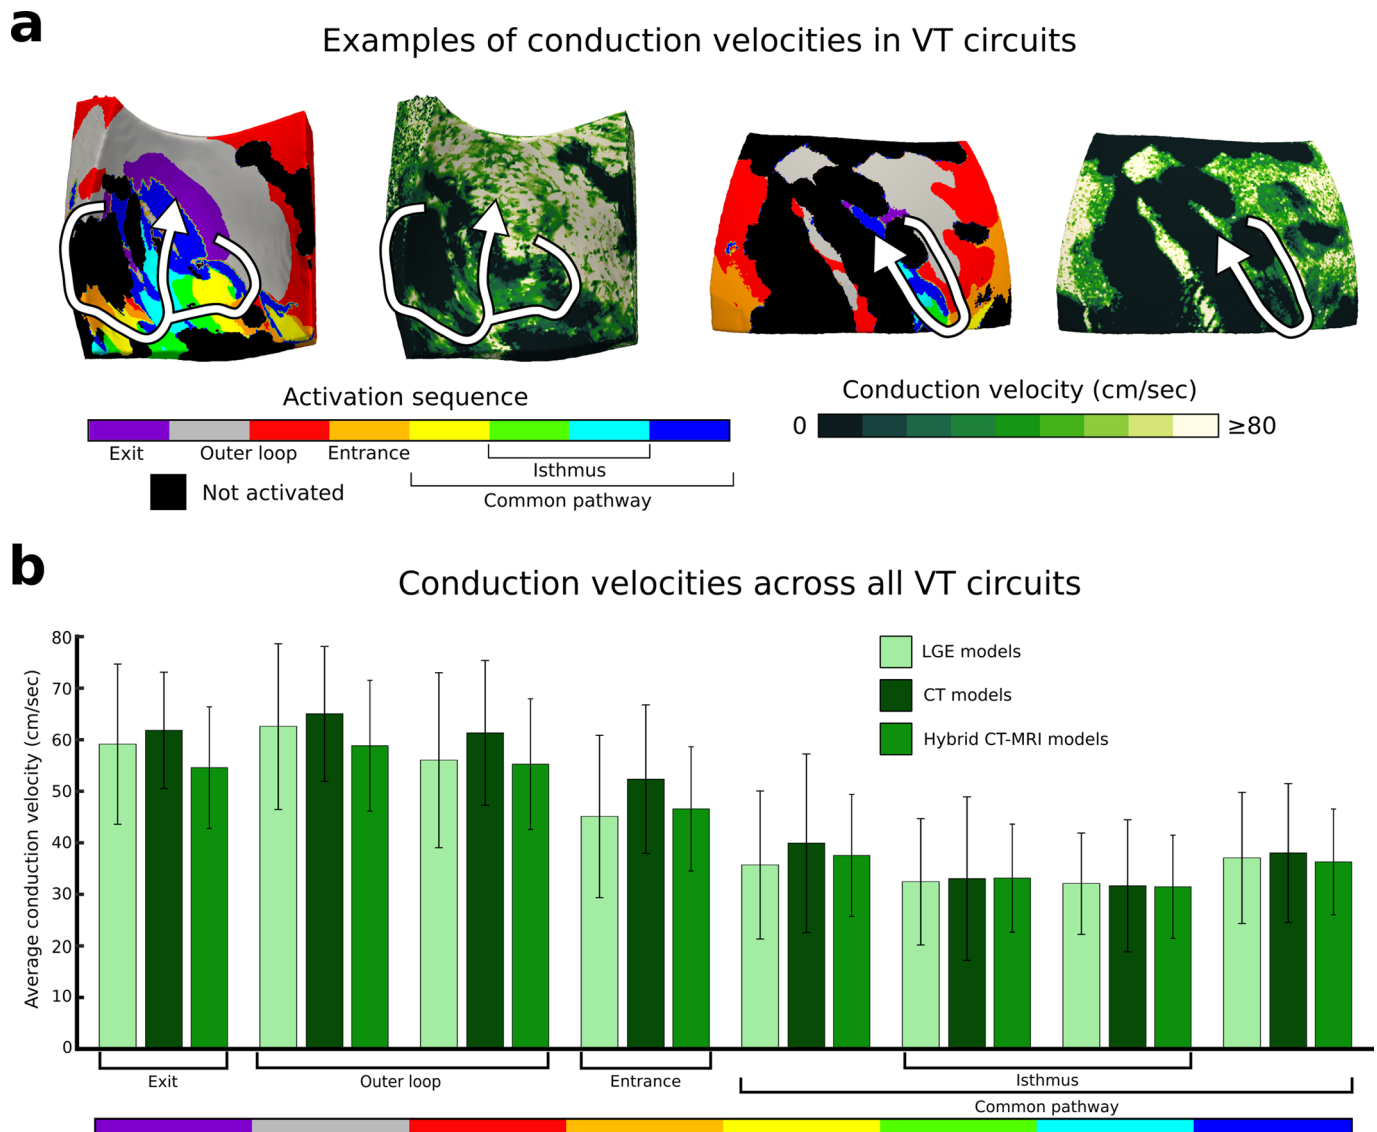 a
Examples of conduction velocities in VT circuits
Activation sequence
Exit
Outer loop
Entrance
Isthmus
Common pathway
Not activated
Conduction velocity (cm/sec)
0
≥80
b
Conduction velocities across all VT circuits
Average conduction velocity (cm/sec)
80
70
60
50
40
30
20
10
0
LGE models
CT models
Hybrid CT-MRI models
Exit
Outer loop
Entrance
Isthmus
Common pathway